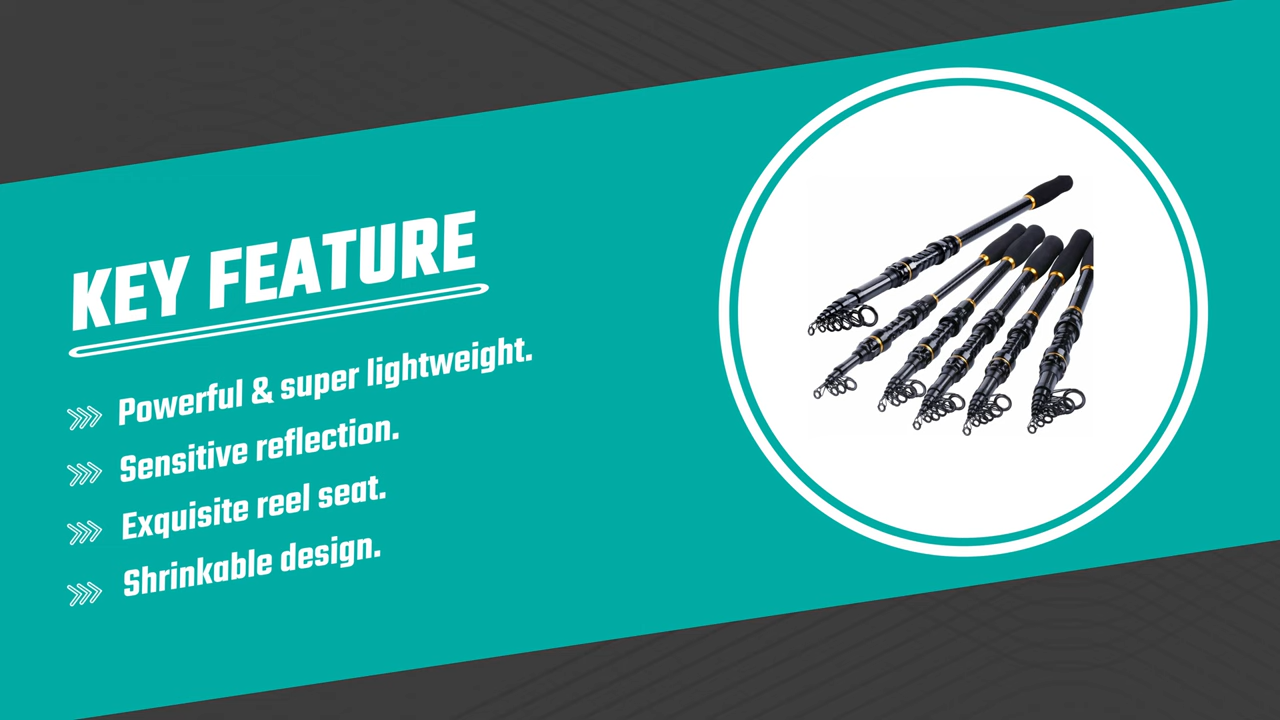 KEY FEATURE
Powerful & super lightweight.
Sensitive reflection.
Exquisite reel seat.
Shrinkable design.